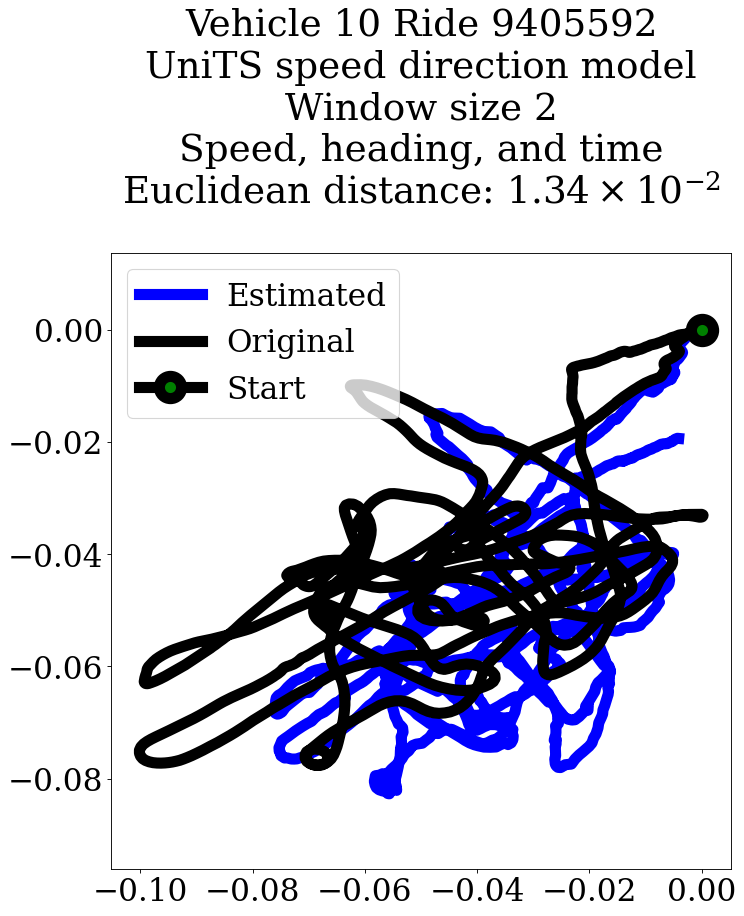 Vehicle 10 Ride 9405592
UniTS speed direction model
Window size 2
Speed, heading, and time
Euclidean distance: 1.34 × 10⁻²
Estimated
Original
Start
0.00
−0.02
−0.04
−0.06
−0.08
−0.10 −0.08 −0.06 −0.04 −0.02 0.00